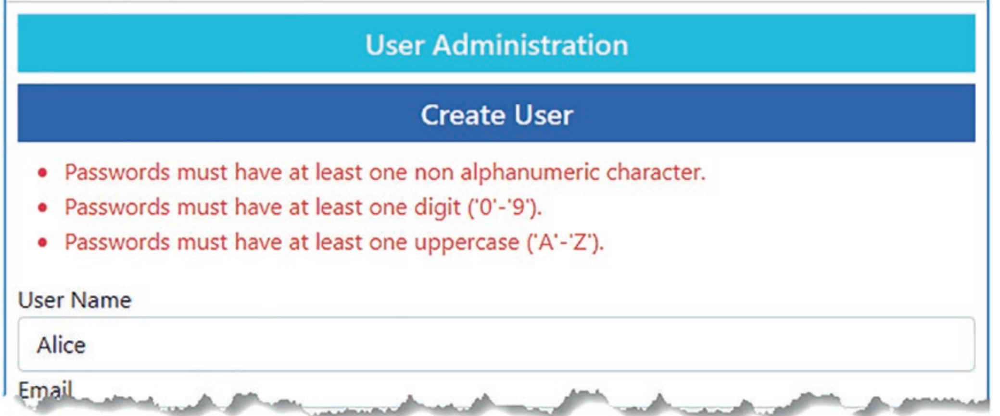 User Administration
Create User
Passwords must have at least one non alphanumeric character.
Passwords must have at least one digit ('0'-'9').
Passwords must have at least one uppercase ('A'-'Z').
User Name
Alice
Email